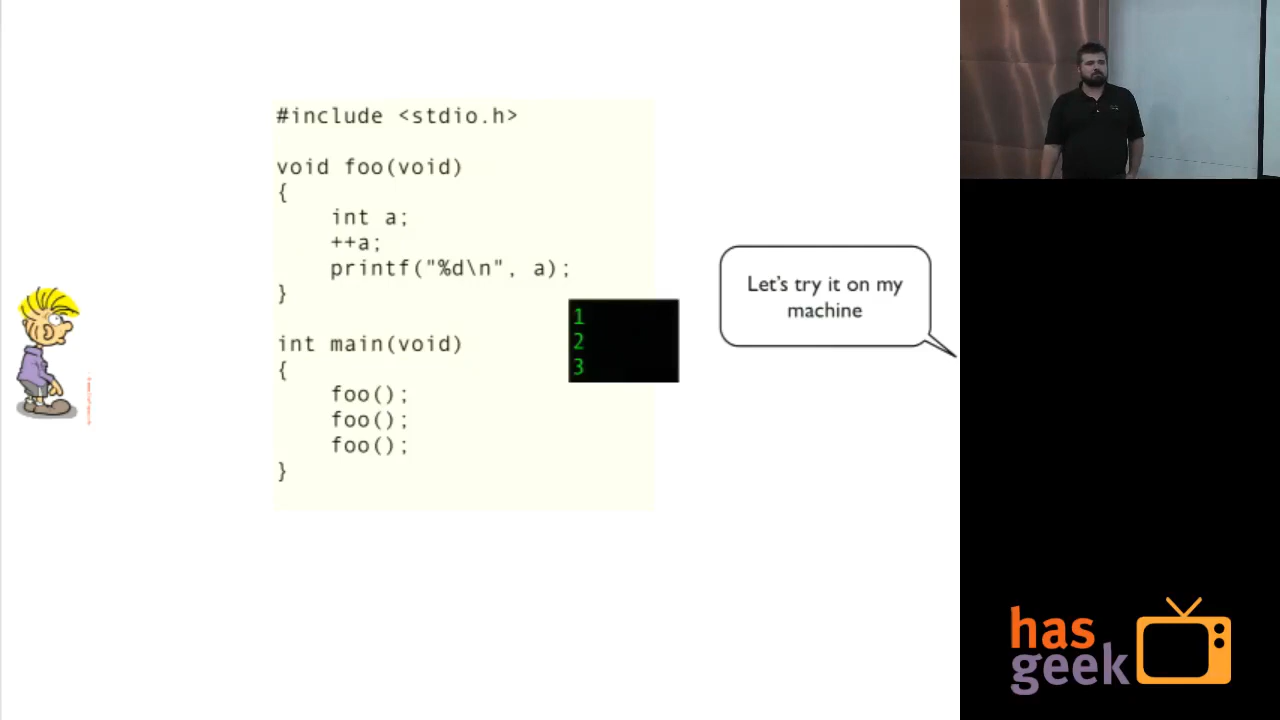 #include <stdio.h>
void foo(void)
{
    int a;
    ++a;
    printf("%d\n", a);
}
int main(void)
{
    foo();
    foo();
    foo();
}
1
2
3
Let's try it on my
machine
has
geek